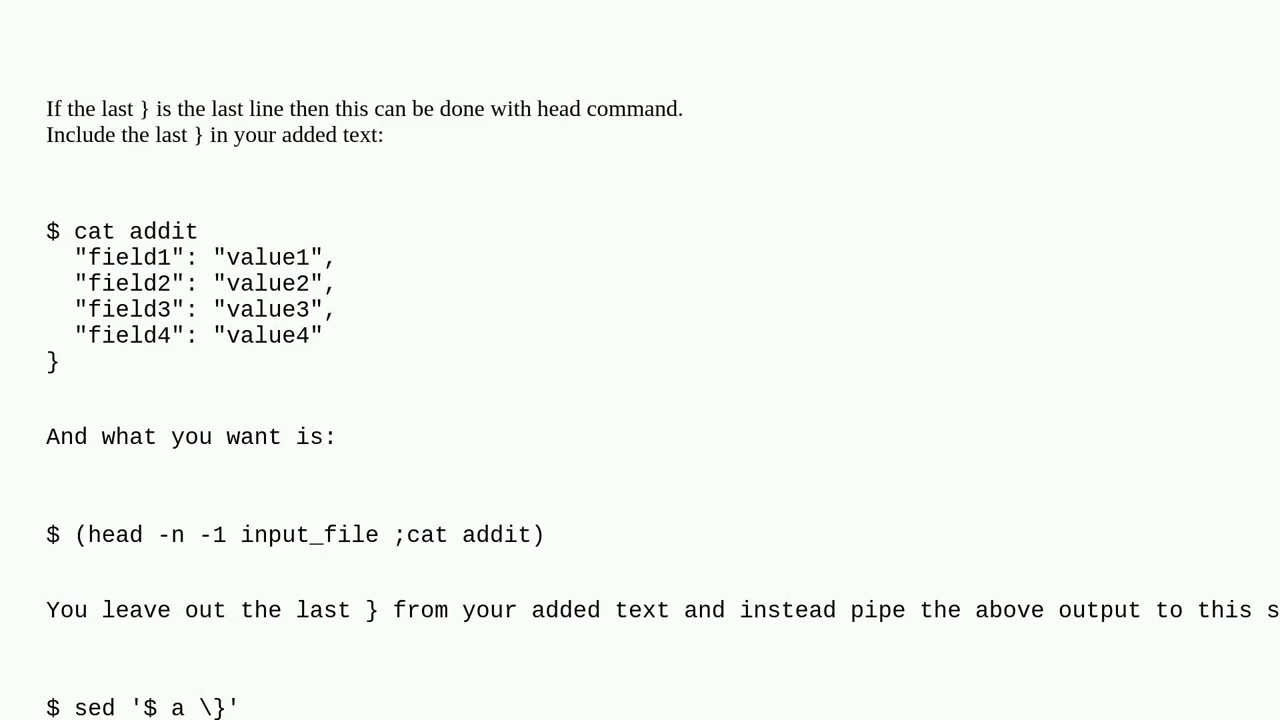 If the last } is the last line then this can be done with head command.
Include the last } in your added text:
$ cat addit
  "field1": "value1",
  "field2": "value2",
  "field3": "value3",
  "field4": "value4"
}
And what you want is:
$ (head -n -1 input_file ;cat addit)
You leave out the last } from your added text and instead pipe the above output to this s
$ sed '$ a \}'